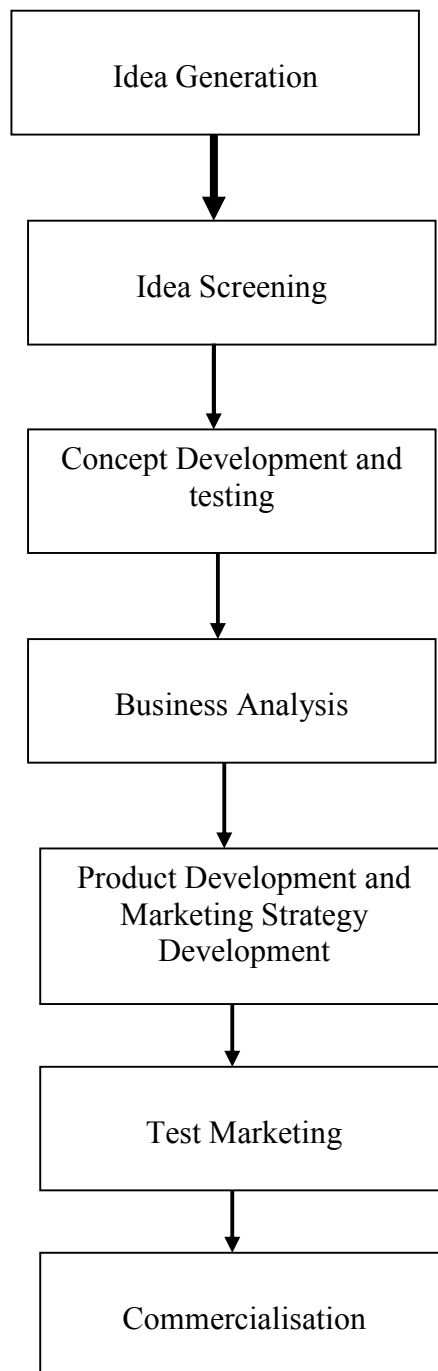 Idea Generation
Idea Screening
Concept Development and
testing
Business Analysis
Product Development and
Marketing Strategy
Development
Test Marketing
Commercialisation